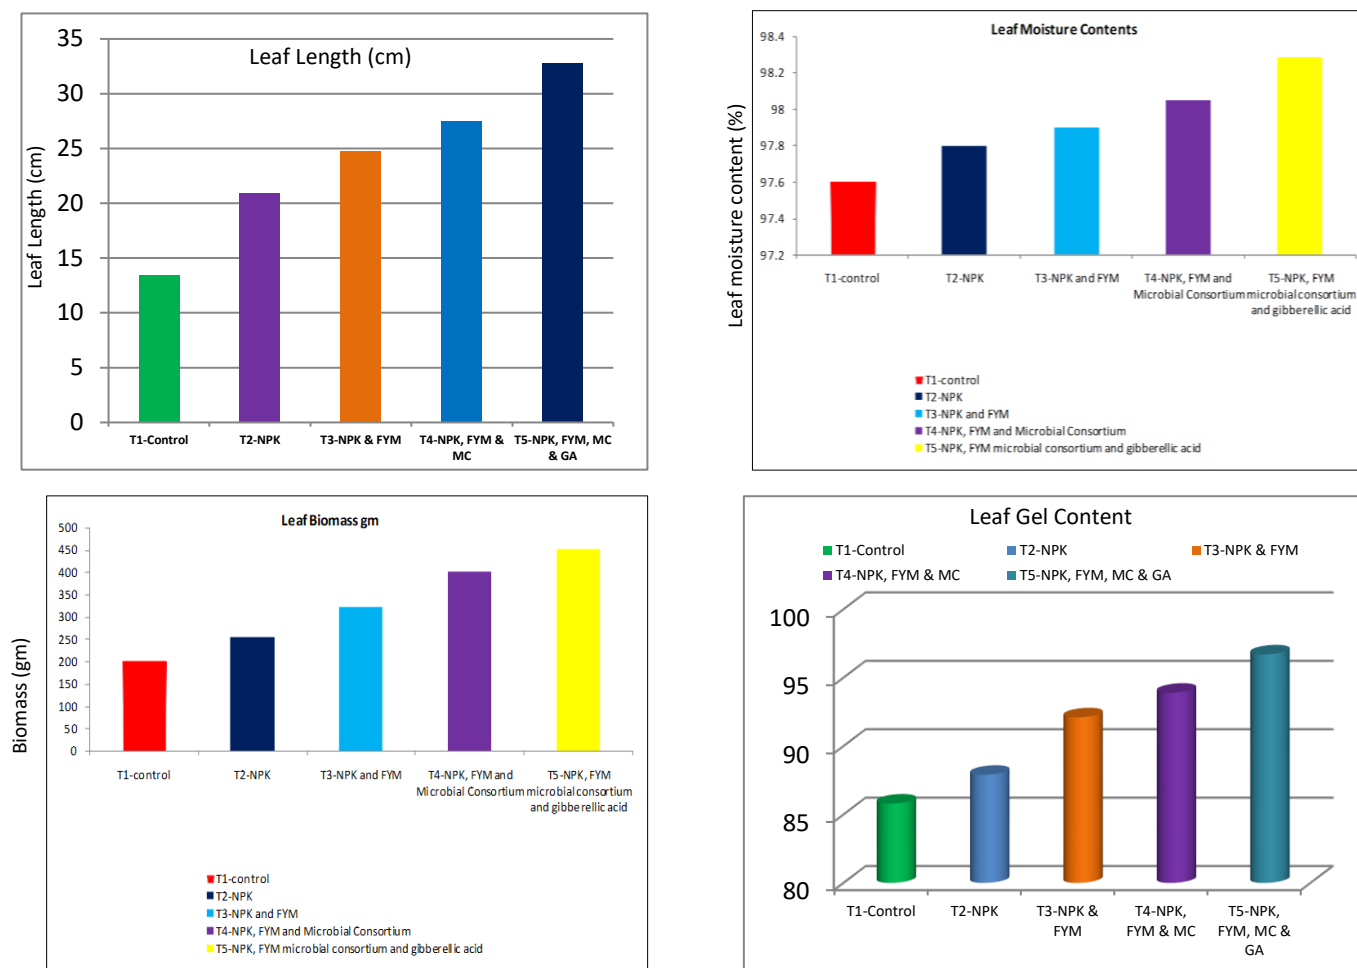 Leaf Length (cm)
Leaf Length (cm)
35
30
25
20
15
10
5
0
T1-Control
T2-NPK
T3-NPK & FYM
T4-NPK, FYM &
MC
T5-NPK, FYM, MC
& GA
Leaf Moisture Contents
Leaf moisture content (%)
98.4
98.2
98
97.8
97.6
97.4
97.2
T1-control
T2-NPK
T3-NPK and FYM
T4-NPK, FYM and
Microbial Consortium
T5-NPK, FYM
microbial consortium
and gibberellic acid
T1-control
T2-NPK
T3-NPK and FYM
T4-NPK, FYM and Microbial Consortium
T5-NPK, FYM microbial consortium and gibberellic acid
Leaf Biomass gm
Biomass (gm)
500
450
400
350
300
250
200
150
100
50
0
T1-control
T2-NPK
T3-NPK and FYM
T4-NPK, FYM and
Microbial Consortium
T5-NPK, FYM
microbial consortium
and gibberellic acid
T1-control
T2-NPK
T3-NPK and FYM
T4-NPK, FYM and Microbial Consortium
T5-NPK, FYM microbial consortium and gibberellic acid
Leaf Gel Content
T1-Control
T2-NPK
T3-NPK & FYM
T4-NPK, FYM & MC
T5-NPK, FYM, MC & GA
100
95
90
85
80
T1-Control
T2-NPK
T3-NPK &
FYM
T4-NPK,
FYM & MC
T5-NPK,
FYM, MC &
GA